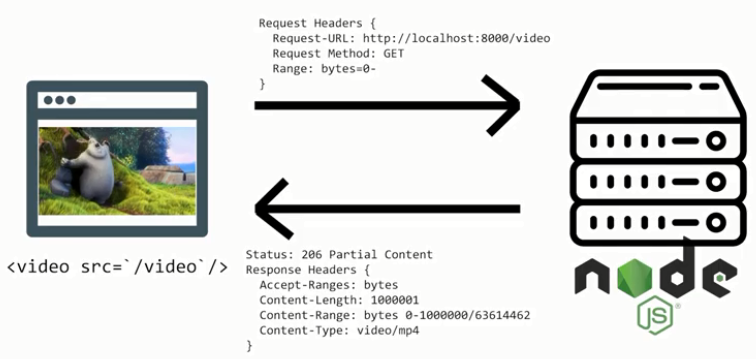 Request Headers {
Request-URL: http://localhost:8000/video
Request Method: GET
Range: bytes=0-
}
<video src=`/video`/>
Status: 206 Partial Content
Response Headers {
Accept-Ranges: bytes
Content-Length: 1000001
Content-Range: bytes 0-1000000/63614462
Content-Type: video/mp4
}
node
JS
®